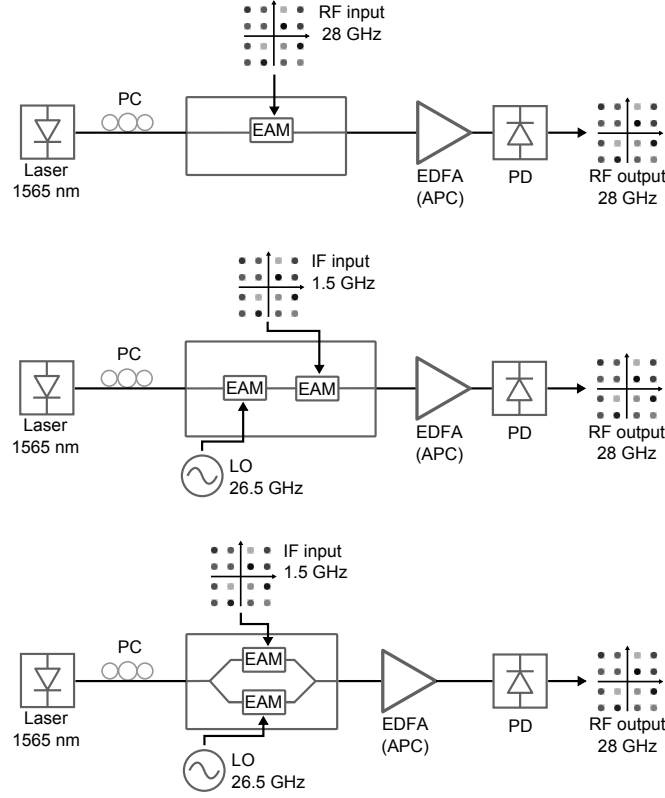 RF input
28 GHz
PC
EAM
Laser
1565 nm
EDFA
(APC)
PD
RF output
28 GHz
IF input
1.5 GHz
PC
EAM
EAM
Laser
1565 nm
LO
26.5 GHz
EDFA
(APC)
PD
RF output
28 GHz
IF input
1.5 GHz
PC
EAM
EAM
Laser
1565 nm
LO
26.5 GHz
EDFA
(APC)
PD
RF output
28 GHz